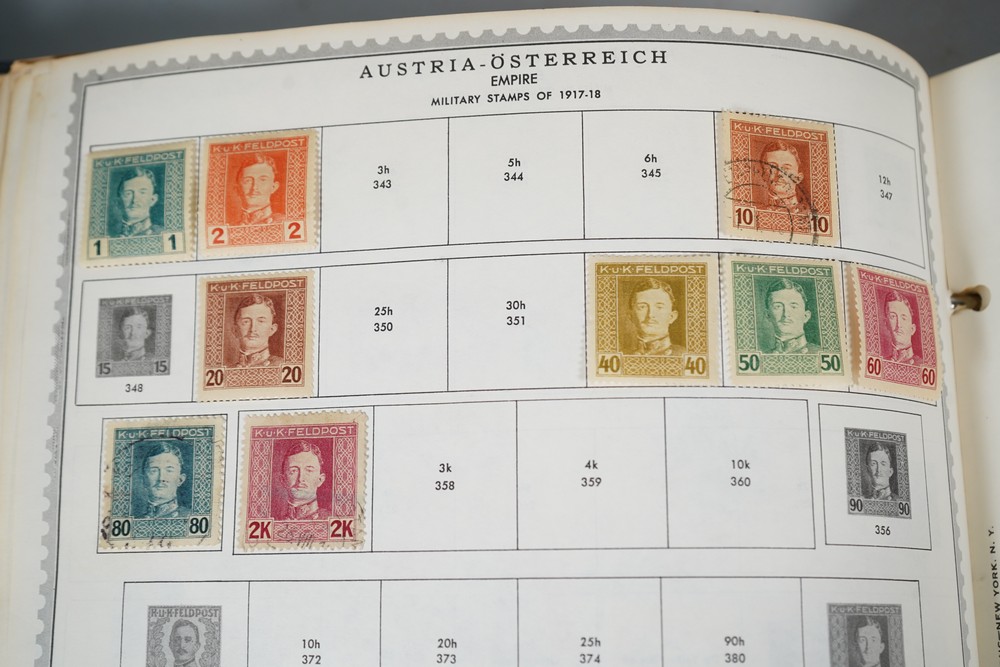 AUSTRIA-ÖSTERREICH
EMPIRE
MILITARY STAMPS OF 1917-18
K·u·K·FELDPOST
1 1
K·u·K·FELDPOST
2 2
3h
343
5h
344
6h
345
K·u·K·FELDPOST
10 10
12h
347
K·u·K·FELDPOST
15 15
348
K·u·K·FELDPOST
20 20
25h
350
30h
351
K·u·K·FELDPOST
40 40
K·u·K·FELDPOST
50 50
K·u·K·FELDPOST
60 60
K·u·K·FELDPOST
80 80
K·u·K·FELDPOST
2K 2K
3k
358
4k
359
10k
360
K·u·K·FELDPOST
90 90
356
K·u·K·FELDPOST
10h
372
20h
373
25h
374
90h
380
K·u·K·FELDPOST
NEW YORK, N. Y.